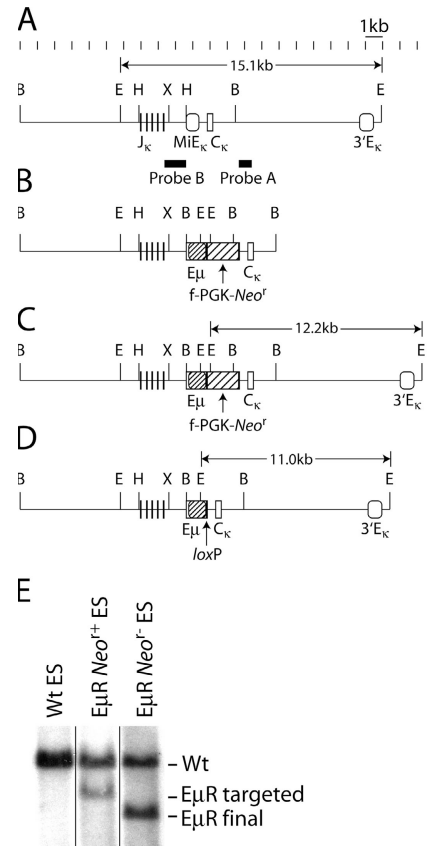 A
1kb
15.1kb
B E H X H B E
Jκ MiEκ Cκ 3'Eκ
Probe B Probe A
B
B E H X B E E B B
Eμ Cκ
f-PGK-Neoʳ
C
12.2kb
B E H X B E E B B E
Eμ Cκ 3'Eκ
f-PGK-Neoʳ
D
11.0kb
B E H X B E B E
Eμ Cκ 3'Eκ
loxP
E
Wt ES
EμR Neoʳ⁺ ES
EμR Neoʳ⁻ ES
Wt
EμR targeted
EμR final